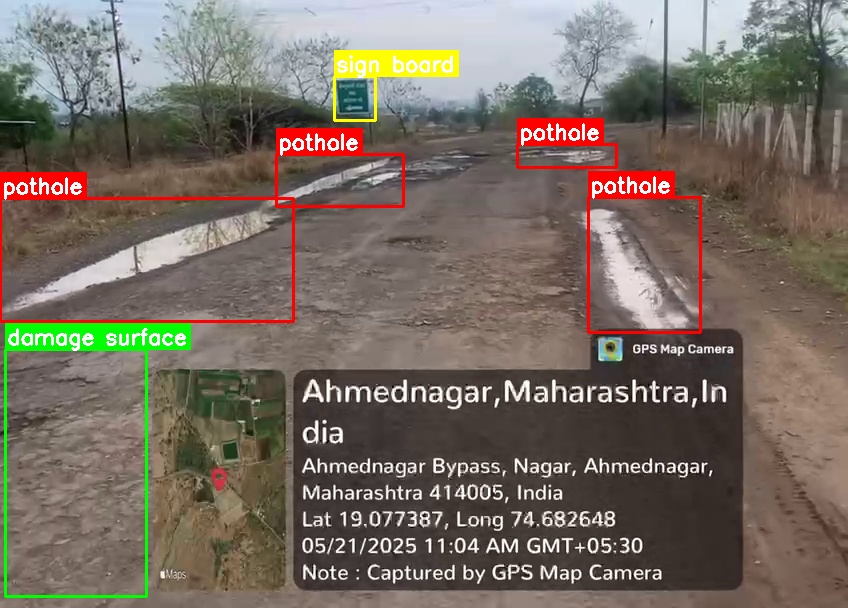 sign board
pothole
pothole
pothole
pothole
damage surface
GPS Map Camera
Ahmednagar,Maharashtra,In
dia
Ahmednagar Bypass, Nagar, Ahmednagar,
Maharashtra 414005, India
Lat 19.077387, Long 74.682648
05/21/2025 11:04 AM GMT+05:30
Note : Captured by GPS Map Camera
Maps